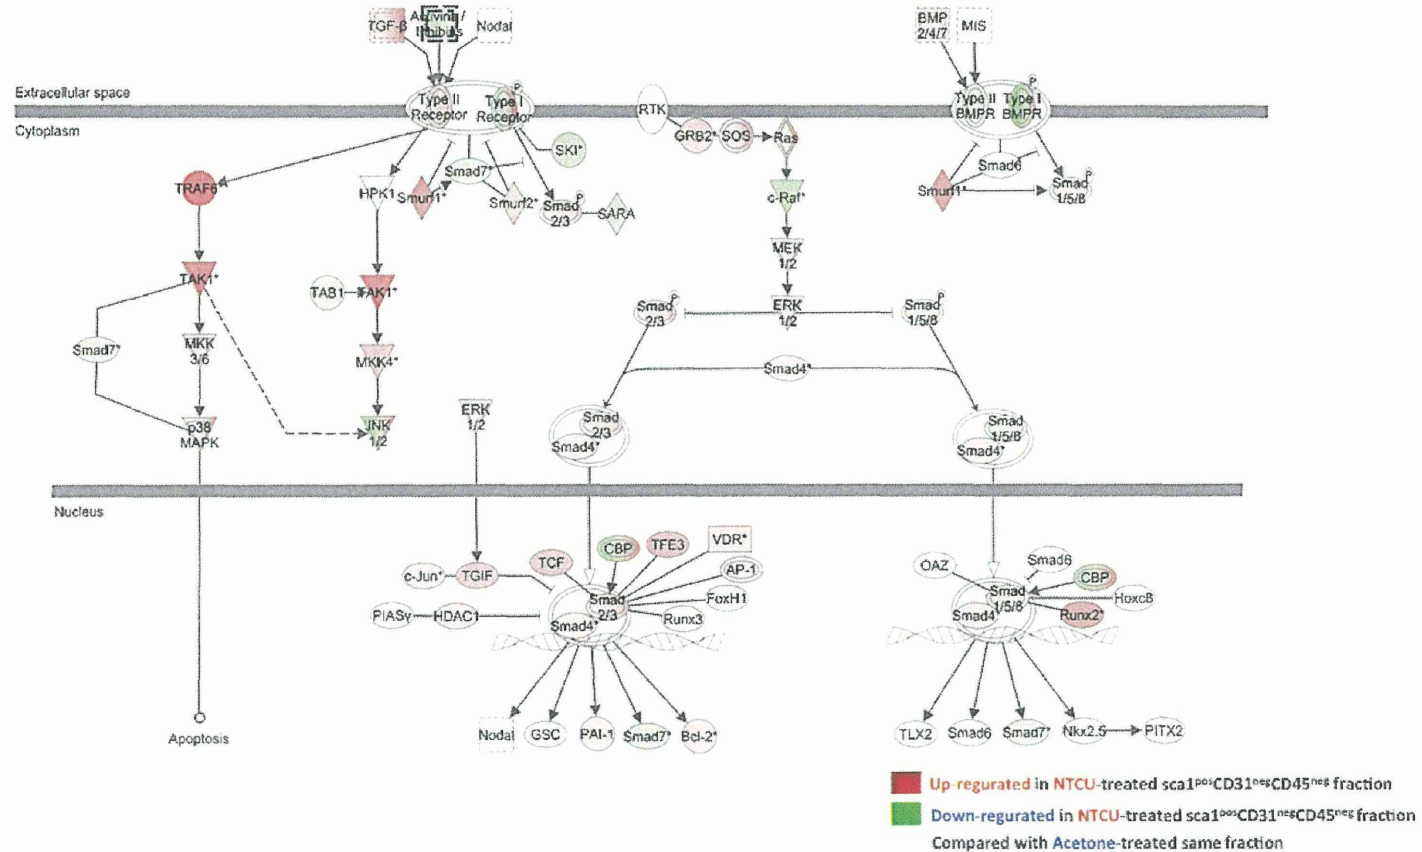 TGF-β
Activins /
Inhibins
Nodal
BMP
2/4/7
MIS
Extracellular space
Cytoplasm
Type II
Receptor
P
Type I
Receptor
RTK
GRB2*
SOS
Ras
Type II
BMPR
P
Type I
BMPR
SKI*
Smad7*
Smad6
TRAF6
HPK1
Smurf1*
Smurf2*
P
Smad
2/3
SARA
c-Raf*
Smurf1*
P
Smad
1/5/8
MEK
1/2
TAK1*
TAB1
TAK1*
P
Smad
2/3
ERK
1/2
P
Smad
1/5/8
Smad7*
MKK
3/6
MKK4*
Smad4*
p38
MAPK
JNK
1/2
ERK
1/2
Smad
2/3
Smad4*
Smad
1/5/8
Smad4*
Nucleus
c-Jun*
TGIF
TCF
CBP
TFE3
VDR*
AP-1
FoxH1
Runx3
PIASγ
HDAC1
Smad
2/3
Smad4*
OAZ
Smad6
CBP
Hoxc8
Runx2*
Smad
1/5/8
Smad4
Apoptosis
Nodal
GSC
PAI-1
Smad7*
Bcl-2*
TLX2
Smad6
Smad7*
Nkx2.5
PITX2
Up-regurated in NTCU-treated sca1posCD31negCD45neg fraction
Down-regurated in NTCU-treated sca1posCD31negCD45neg fraction
Compared with Acetone-treated same fraction